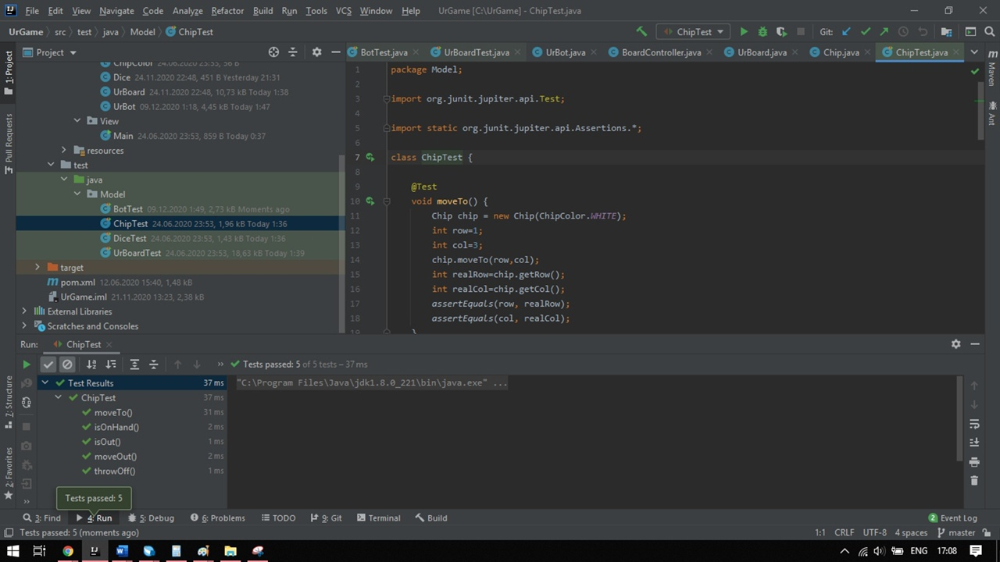 File Edit View Navigate Code Analyze Refactor Build Run Tools VCS Window Help UrGame [C:\UrGame] - ChipTest.java
UrGame src test java Model ChipTest ChipTest Git:
1: Project
Pull Requests
7: Structure
2: Favorites
Project
ChipColor 24.06.2020 23:53, 56 B
Dice 24.11.2020 22:48, 451 B Yesterday 21:31
UrBoard 24.11.2020 22:48, 10,73 kB Today 1:38
UrBot 09.12.2020 1:18, 4,45 kB Today 1:47
View
Main 24.06.2020 23:53, 859 B Today 0:37
resources
test
java
Model
BotTest 09.12.2020 1:49, 2,73 kB Moments ago
ChipTest 24.06.2020 23:53, 1,96 kB Today 1:36
DiceTest 24.06.2020 23:53, 1,43 kB Today 1:36
UrBoardTest 24.06.2020 23:53, 18,63 kB Today 1:39
target
pom.xml 12.06.2020 15:40, 1,48 kB
UrGame.iml 21.11.2020 13:23, 2,38 kB
External Libraries
Scratches and Consoles
BotTest.java UrBoardTest.java UrBot.java BoardController.java UrBoard.java Chip.java ChipTest.java
1 package Model;
2
3 import org.junit.jupiter.api.Test;
4
5 import static org.junit.jupiter.api.Assertions.*;
6
7 class ChipTest {
8
9 @Test
10 void moveTo() {
11 Chip chip = new Chip(ChipColor.WHITE);
12 int row=1;
13 int col=3;
14 chip.moveTo(row,col);
15 int realRow=chip.getRow();
16 int realCol=chip.getCol();
17 assertEquals(row, realRow);
18 assertEquals(col, realCol);
19 }
Maven
Ant
Run: ChipTest
Tests passed: 5 of 5 tests – 37 ms
Test Results 37 ms
ChipTest 37 ms
moveTo() 31 ms
isOnHand() 2 ms
isOut() 1 ms
moveOut() 2 ms
throwOff() 1 ms
"C:\Program Files\Java\jdk1.8.0_221\bin\java.exe" ...
Tests passed: 5
3: Find 4: Run 5: Debug 6: Problems TODO 9: Git Terminal Build 2 Event Log
Tests passed: 5 (moments ago) 1:1 CRLF UTF-8 4 spaces master
ENG 17:08